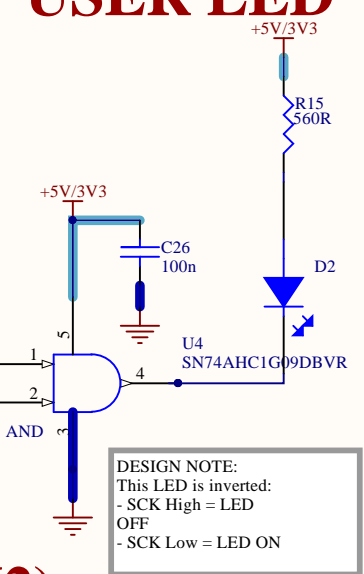 USER LED
+5V/3V3
R15
560R
+5V/3V3
C26
100n
D2
5
U4
SN74AHC1G09DBVR
1
4
2
AND
3
DESIGN NOTE:
This LED is inverted:
- SCK High = LED
OFF
- SCK Low = LED ON